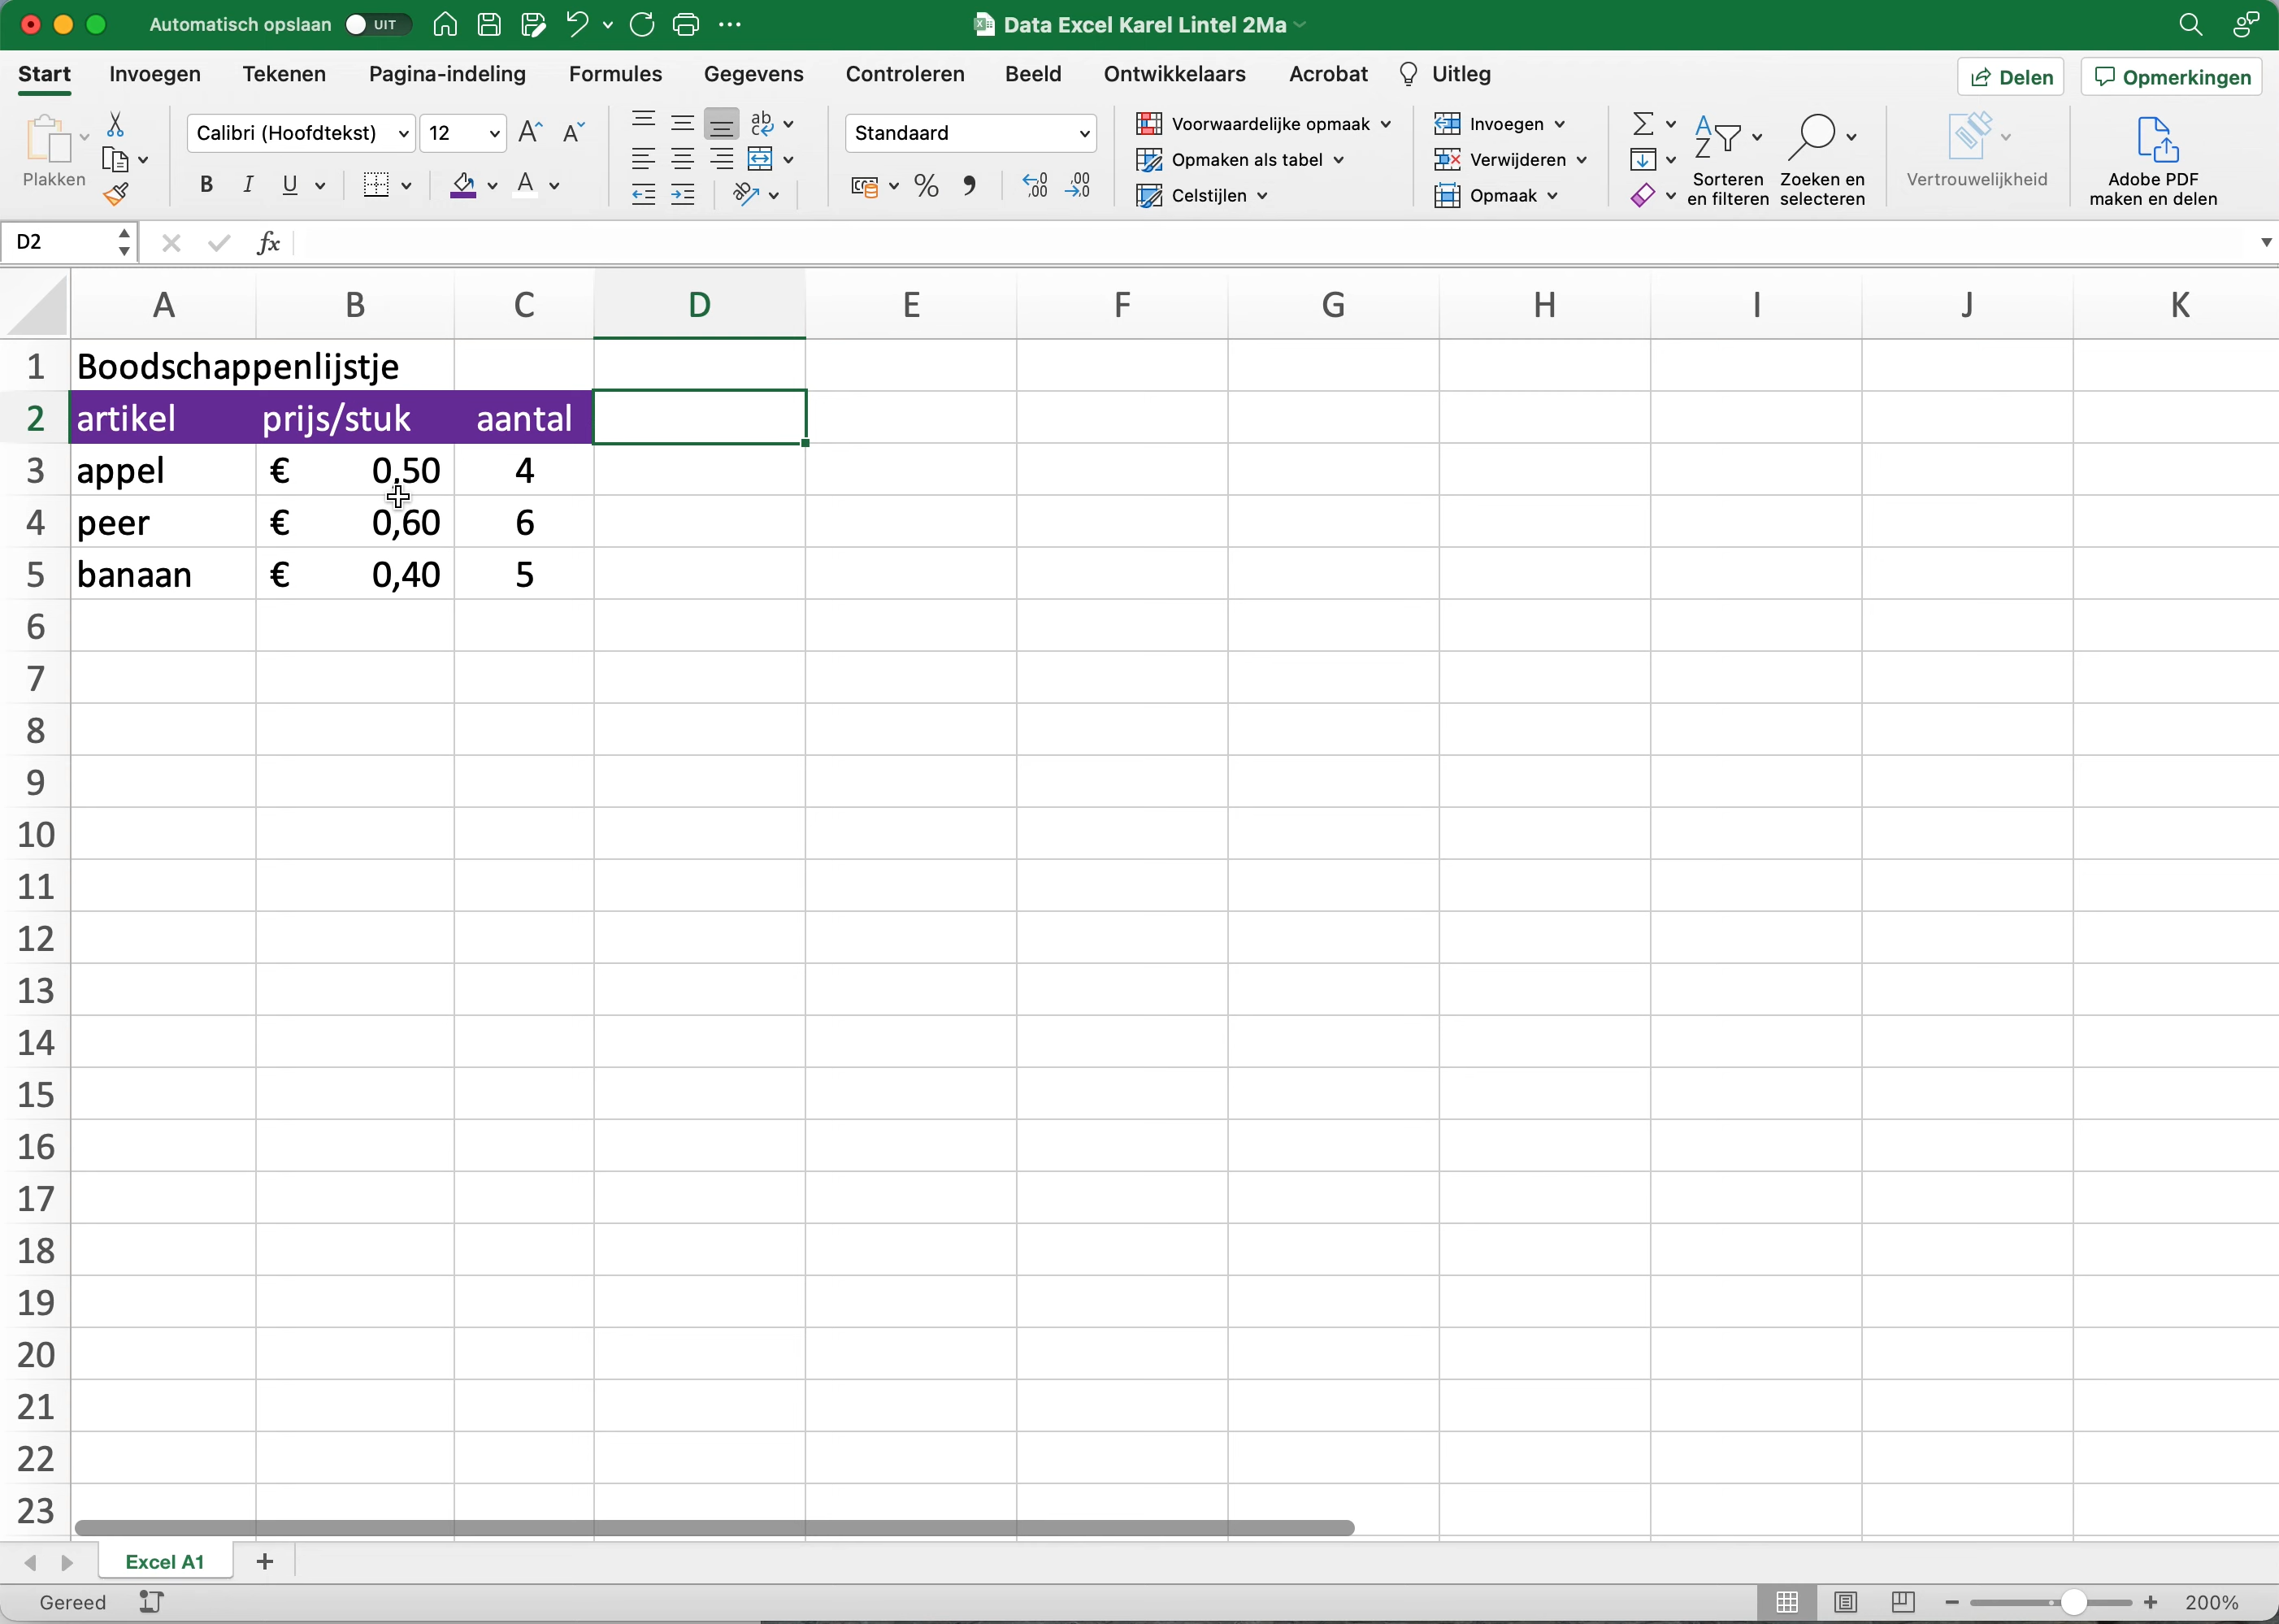 Automatisch opslaan UIT Data Excel Karel Lintel 2Ma
Start Invoegen Tekenen Pagina-indeling Formules Gegevens Controleren Beeld Ontwikkelaars Acrobat Uitleg Delen Opmerkingen
Plakken
Calibri (Hoofdtekst) 12
B I U A
Standaard
Voorwaardelijke opmaak
Opmaken als tabel
Celstijlen
Invoegen
Verwijderen
Opmaak
Sorteren en filteren
Zoeken en selecteren
Vertrouwelijkheid
Adobe PDF maken en delen
D2 fx
A B C D E F G H I J K
1 Boodschappenlijstje
2 artikel prijs/stuk aantal
3 appel € 0,50 4
4 peer € 0,60 6
5 banaan € 0,40 5
6
7
8
9
10
11
12
13
14
15
16
17
18
19
20
21
22
23
Excel A1 +
Gereed 200%